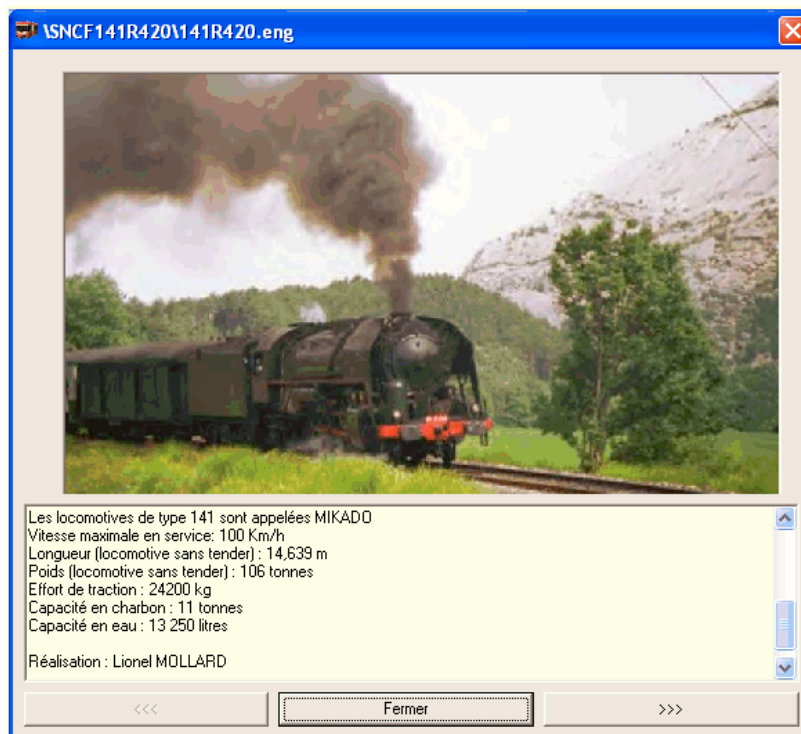 \SNCF141R420\141R420.eng
Les locomotives de type 141 sont appelées MIKADO
Vitesse maximale en service: 100 Km/h
Longueur (locomotive sans tender) : 14,639 m
Poids (locomotive sans tender) : 106 tonnes
Effort de traction : 24200 kg
Capacité en charbon : 11 tonnes
Capacité en eau : 13 250 litres
Réalisation : Lionel MOLLARD
<<< Fermer >>>